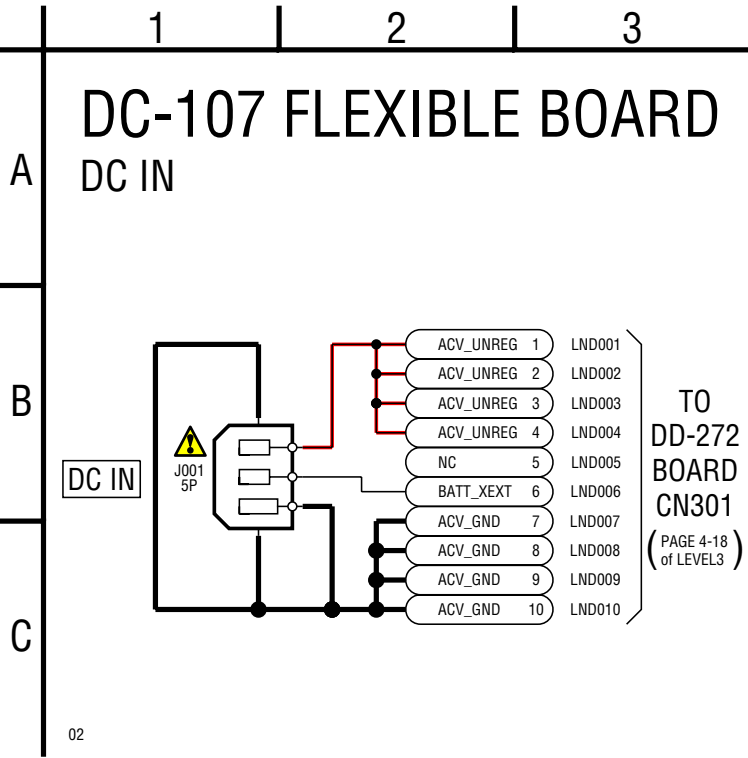 1 2 3
A
B
C
DC-107 FLEXIBLE BOARD
DC IN
DC IN
J001
5P
ACV_UNREG 1 LND001
ACV_UNREG 2 LND002
ACV_UNREG 3 LND003
ACV_UNREG 4 LND004
NC 5 LND005
BATT_XEXT 6 LND006
ACV_GND 7 LND007
ACV_GND 8 LND008
ACV_GND 9 LND009
ACV_GND 10 LND010
TO
DD-272
BOARD
CN301
(PAGE 4-18
of LEVEL3)
02